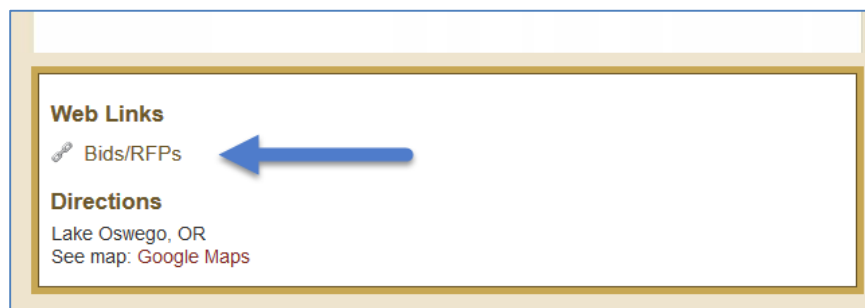 Web Links
Bids/RFPs
Directions
Lake Oswego, OR
See map: Google Maps